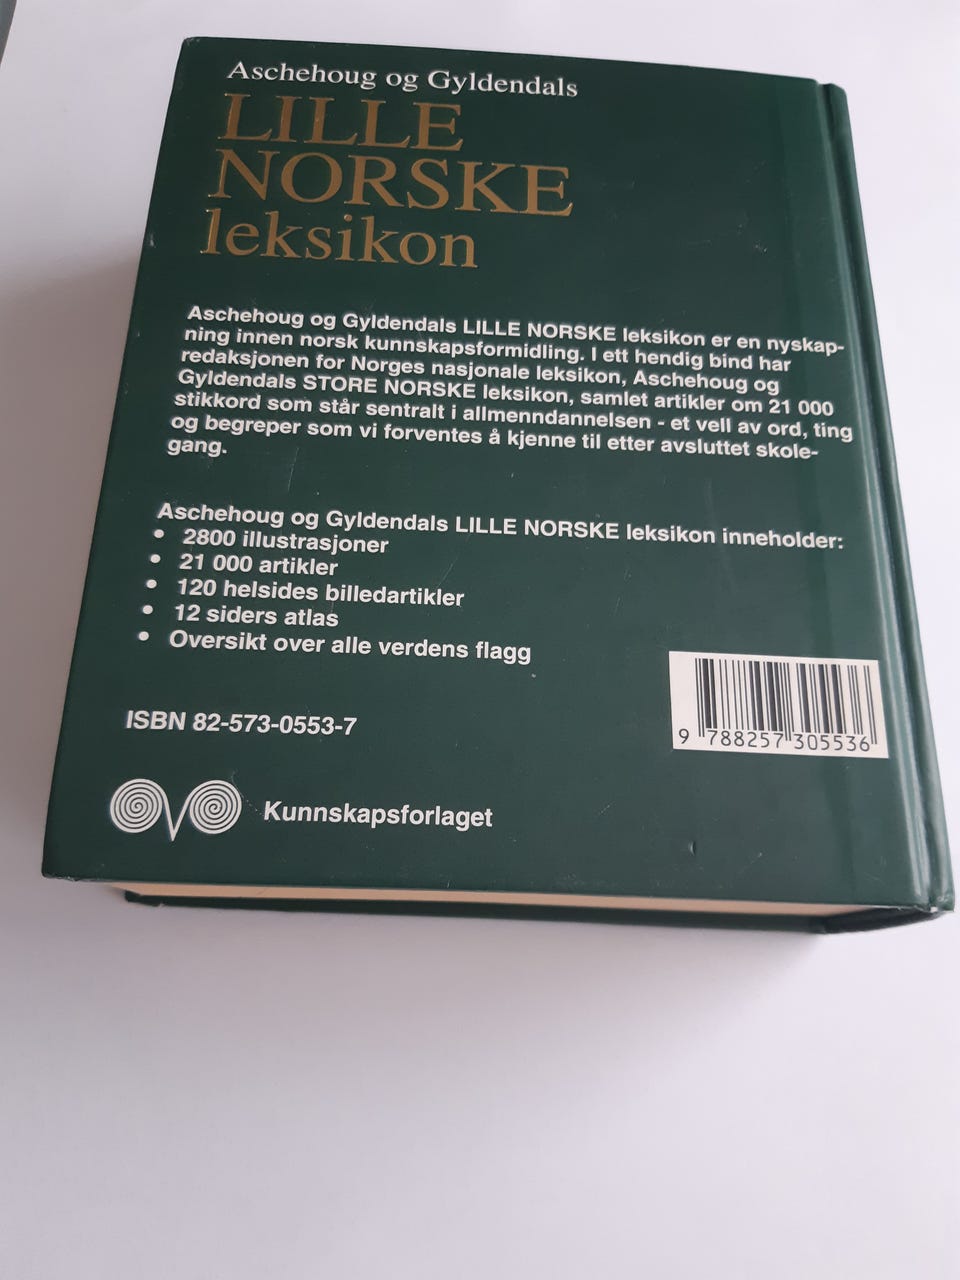 Aschehoug og Gyldendals
LILLE
NORSKE
leksikon
Aschehoug og Gyldendals LILLE NORSKE leksikon er en nyskap-
ning innen norsk kunnskapsformidling. I ett hendig bind har
redaksjonen for Norges nasjonale leksikon, Aschehoug og
Gyldendals STORE NORSKE leksikon, samlet artikler om 21 000
stikkord som står sentralt i allmenndannelsen - et vell av ord, ting
og begreper som vi forventes å kjenne til etter avsluttet skole-
gang.
Aschehoug og Gyldendals LILLE NORSKE leksikon inneholder:
• 2800 illustrasjoner
• 21 000 artikler
• 120 helsides billedartikler
• 12 siders atlas
• Oversikt over alle verdens flagg
ISBN 82-573-0553-7
9 788257 305536
Kunnskapsforlaget